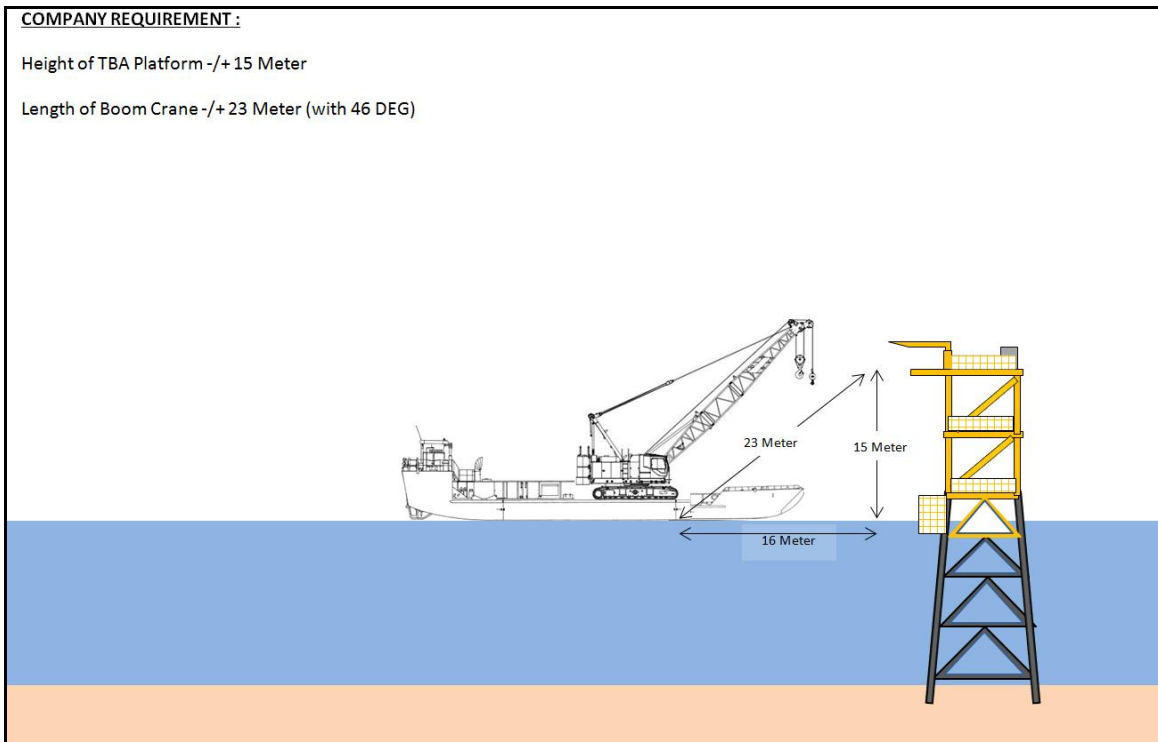 COMPANY REQUIREMENT :
Height of TBA Platform -/+ 15 Meter
Length of Boom Crane -/+ 23 Meter (with 46 DEG)
23 Meter
15 Meter
16 Meter